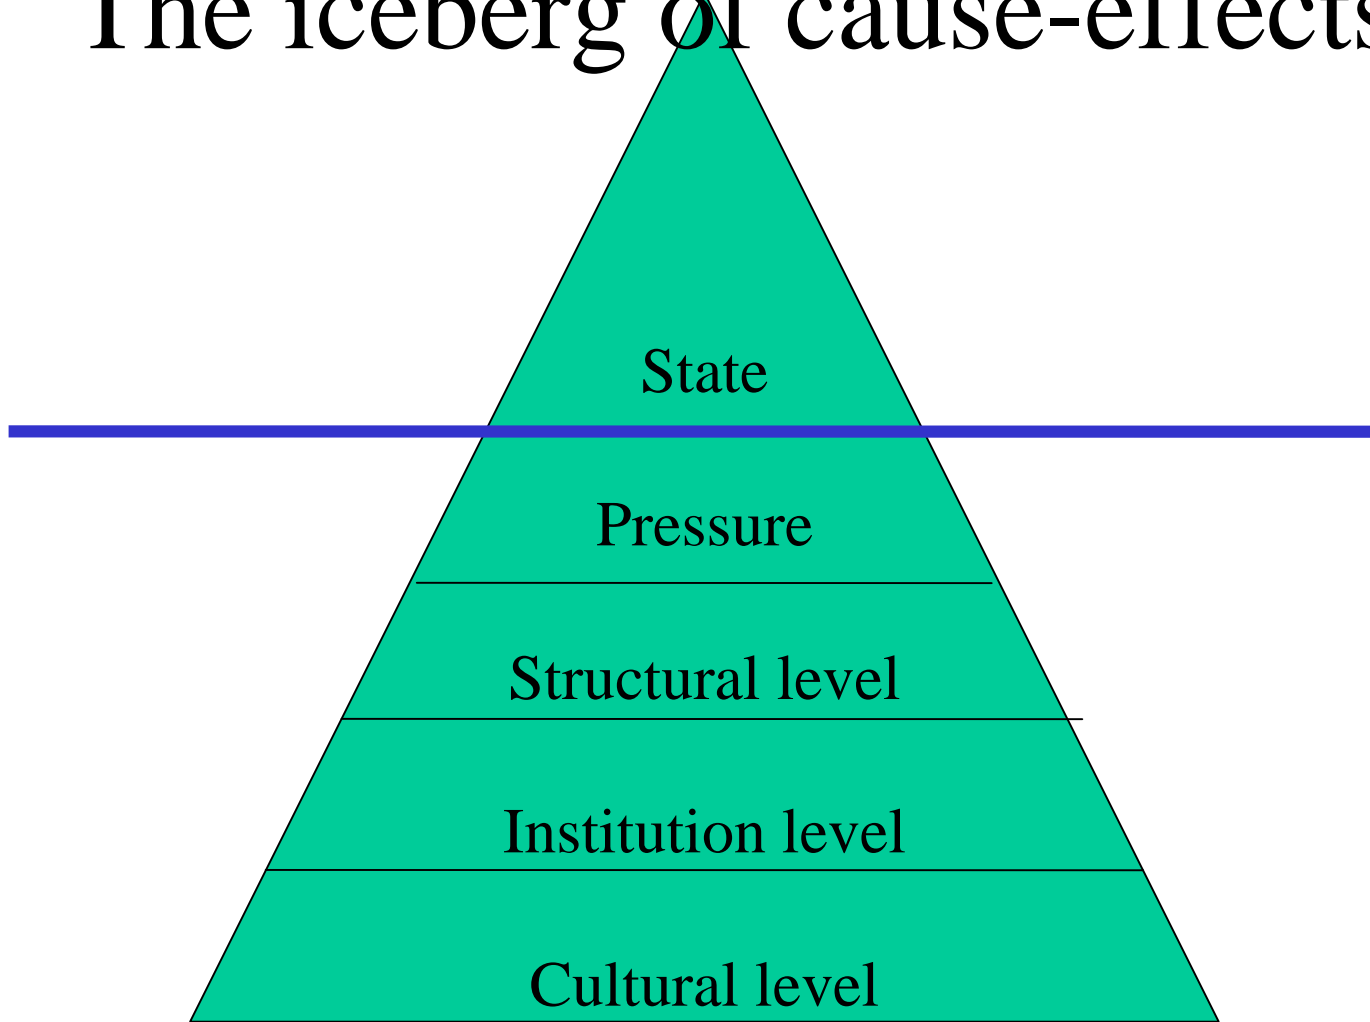 The iceberg of cause-effects
State
Pressure
Structural level
Institution level
Cultural level